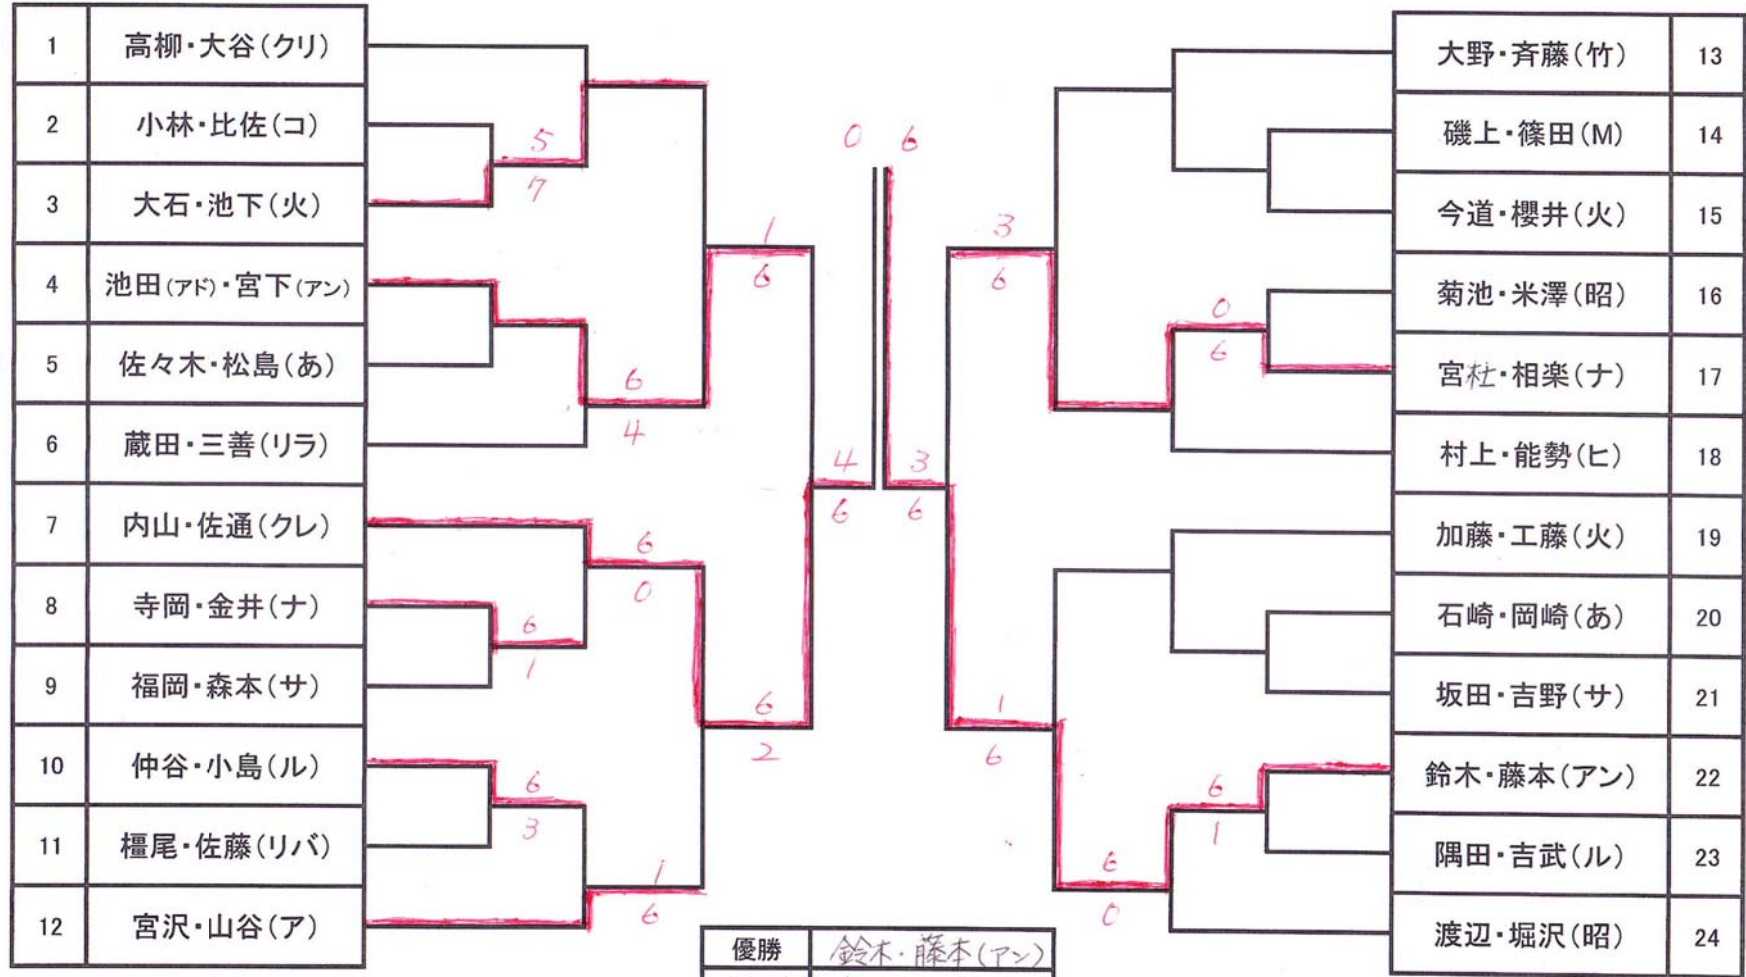 1 高柳・大谷(クリ)
2 小林・比佐(コ)
3 大石・池下(火)
4 池田(アド)・宮下(アン)
5 佐々木・松島(あ)
6 蔵田・三善(リラ)
7 内山・佐通(クレ)
8 寺岡・金井(ナ)
9 福岡・森本(サ)
10 仲谷・小島(ル)
11 橿尾・佐藤(リバ)
12 宮沢・山谷(ア)
5
7
6
4
6
0
6
1
6
3
1
6
1
6
6
2
4
6
0 6
3
6
3
6
0
6
1
6
6
1
6
0
大野・斉藤(竹) 13
磯上・篠田(M) 14
今道・櫻井(火) 15
菊池・米澤(昭) 16
宮杜・相楽(ナ) 17
村上・能勢(ヒ) 18
加藤・工藤(火) 19
石崎・岡崎(あ) 20
坂田・吉野(サ) 21
鈴木・藤本(アン) 22
隅田・吉武(ル) 23
渡辺・堀沢(昭) 24
優勝 鈴木・藤本(アン)